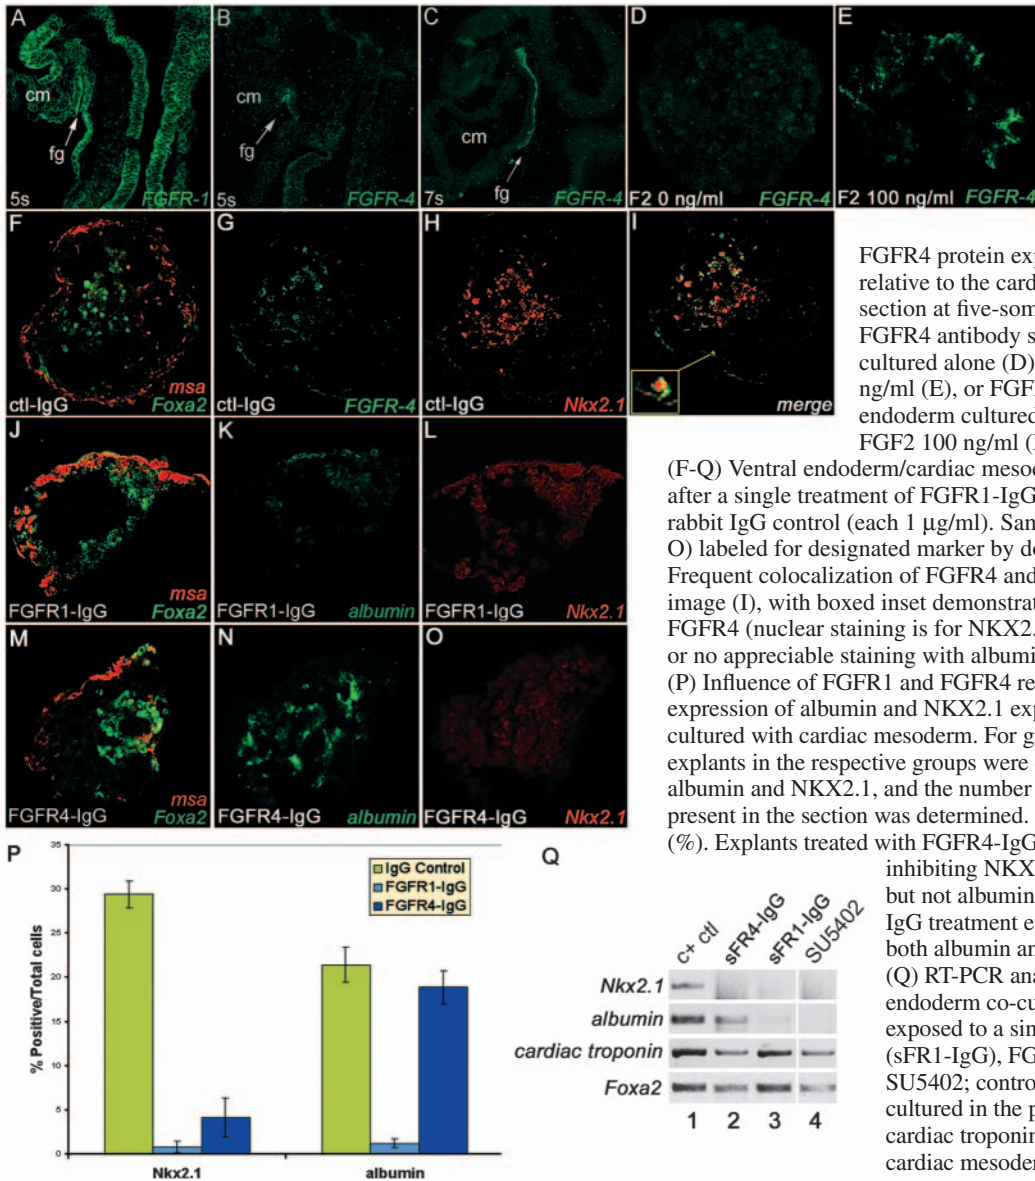 A
B
C
D
E
cm
cm
cm
fg
fg
fg
5s
FGFR-1
5s
FGFR-4
7s
FGFR-4
F2 0 ng/ml
FGFR-4
F2 100 ng/ml
FGFR-4
F
G
H
I
msa
ctl-IgG
Foxa2
ctl-IgG
FGFR-4
ctl-IgG
Nkx2.1
merge
FGFR4 protein exp
relative to the card
section at five-som
FGFR4 antibody s
cultured alone (D)
ng/ml (E), or FGF
endoderm cultured
FGF2 100 ng/ml (
(F-Q) Ventral endoderm/cardiac mesod
after a single treatment of FGFR1-IgG
rabbit IgG control (each 1 µg/ml). Sam
O) labeled for designated marker by do
Frequent colocalization of FGFR4 and
image (I), with boxed inset demonstrat
FGFR4 (nuclear staining is for NKX2.
or no appreciable staining with albumi
(P) Influence of FGFR1 and FGFR4 re
expression of albumin and NKX2.1 exp
cultured with cardiac mesoderm. For g
explants in the respective groups were
albumin and NKX2.1, and the number
present in the section was determined.
(%). Explants treated with FGFR4-IgG
inhibiting NKX
but not albumin
IgG treatment e
both albumin an
(Q) RT-PCR ana
endoderm co-cu
exposed to a sin
(sFR1-IgG), FG
SU5402; contro
cultured in the p
cardiac troponin
cardiac mesoder
J
K
L
msa
FGFR1-IgG
Foxa2
FGFR1-IgG
albumin
FGFR1-IgG
Nkx2.1
M
N
O
msa
FGFR4-IgG
Foxa2
FGFR4-IgG
albumin
FGFR4-IgG
Nkx2.1
P
% Positive/Total cells
35
30
25
20
15
10
5
0
IgG Control
FGFR1-IgG
FGFR4-IgG
Nkx2.1
albumin
Q
c+ ctl
sFR4-IgG
sFR1-IgG
SU5402
Nkx2.1
albumin
cardiac troponin
Foxa2
1 2 3 4